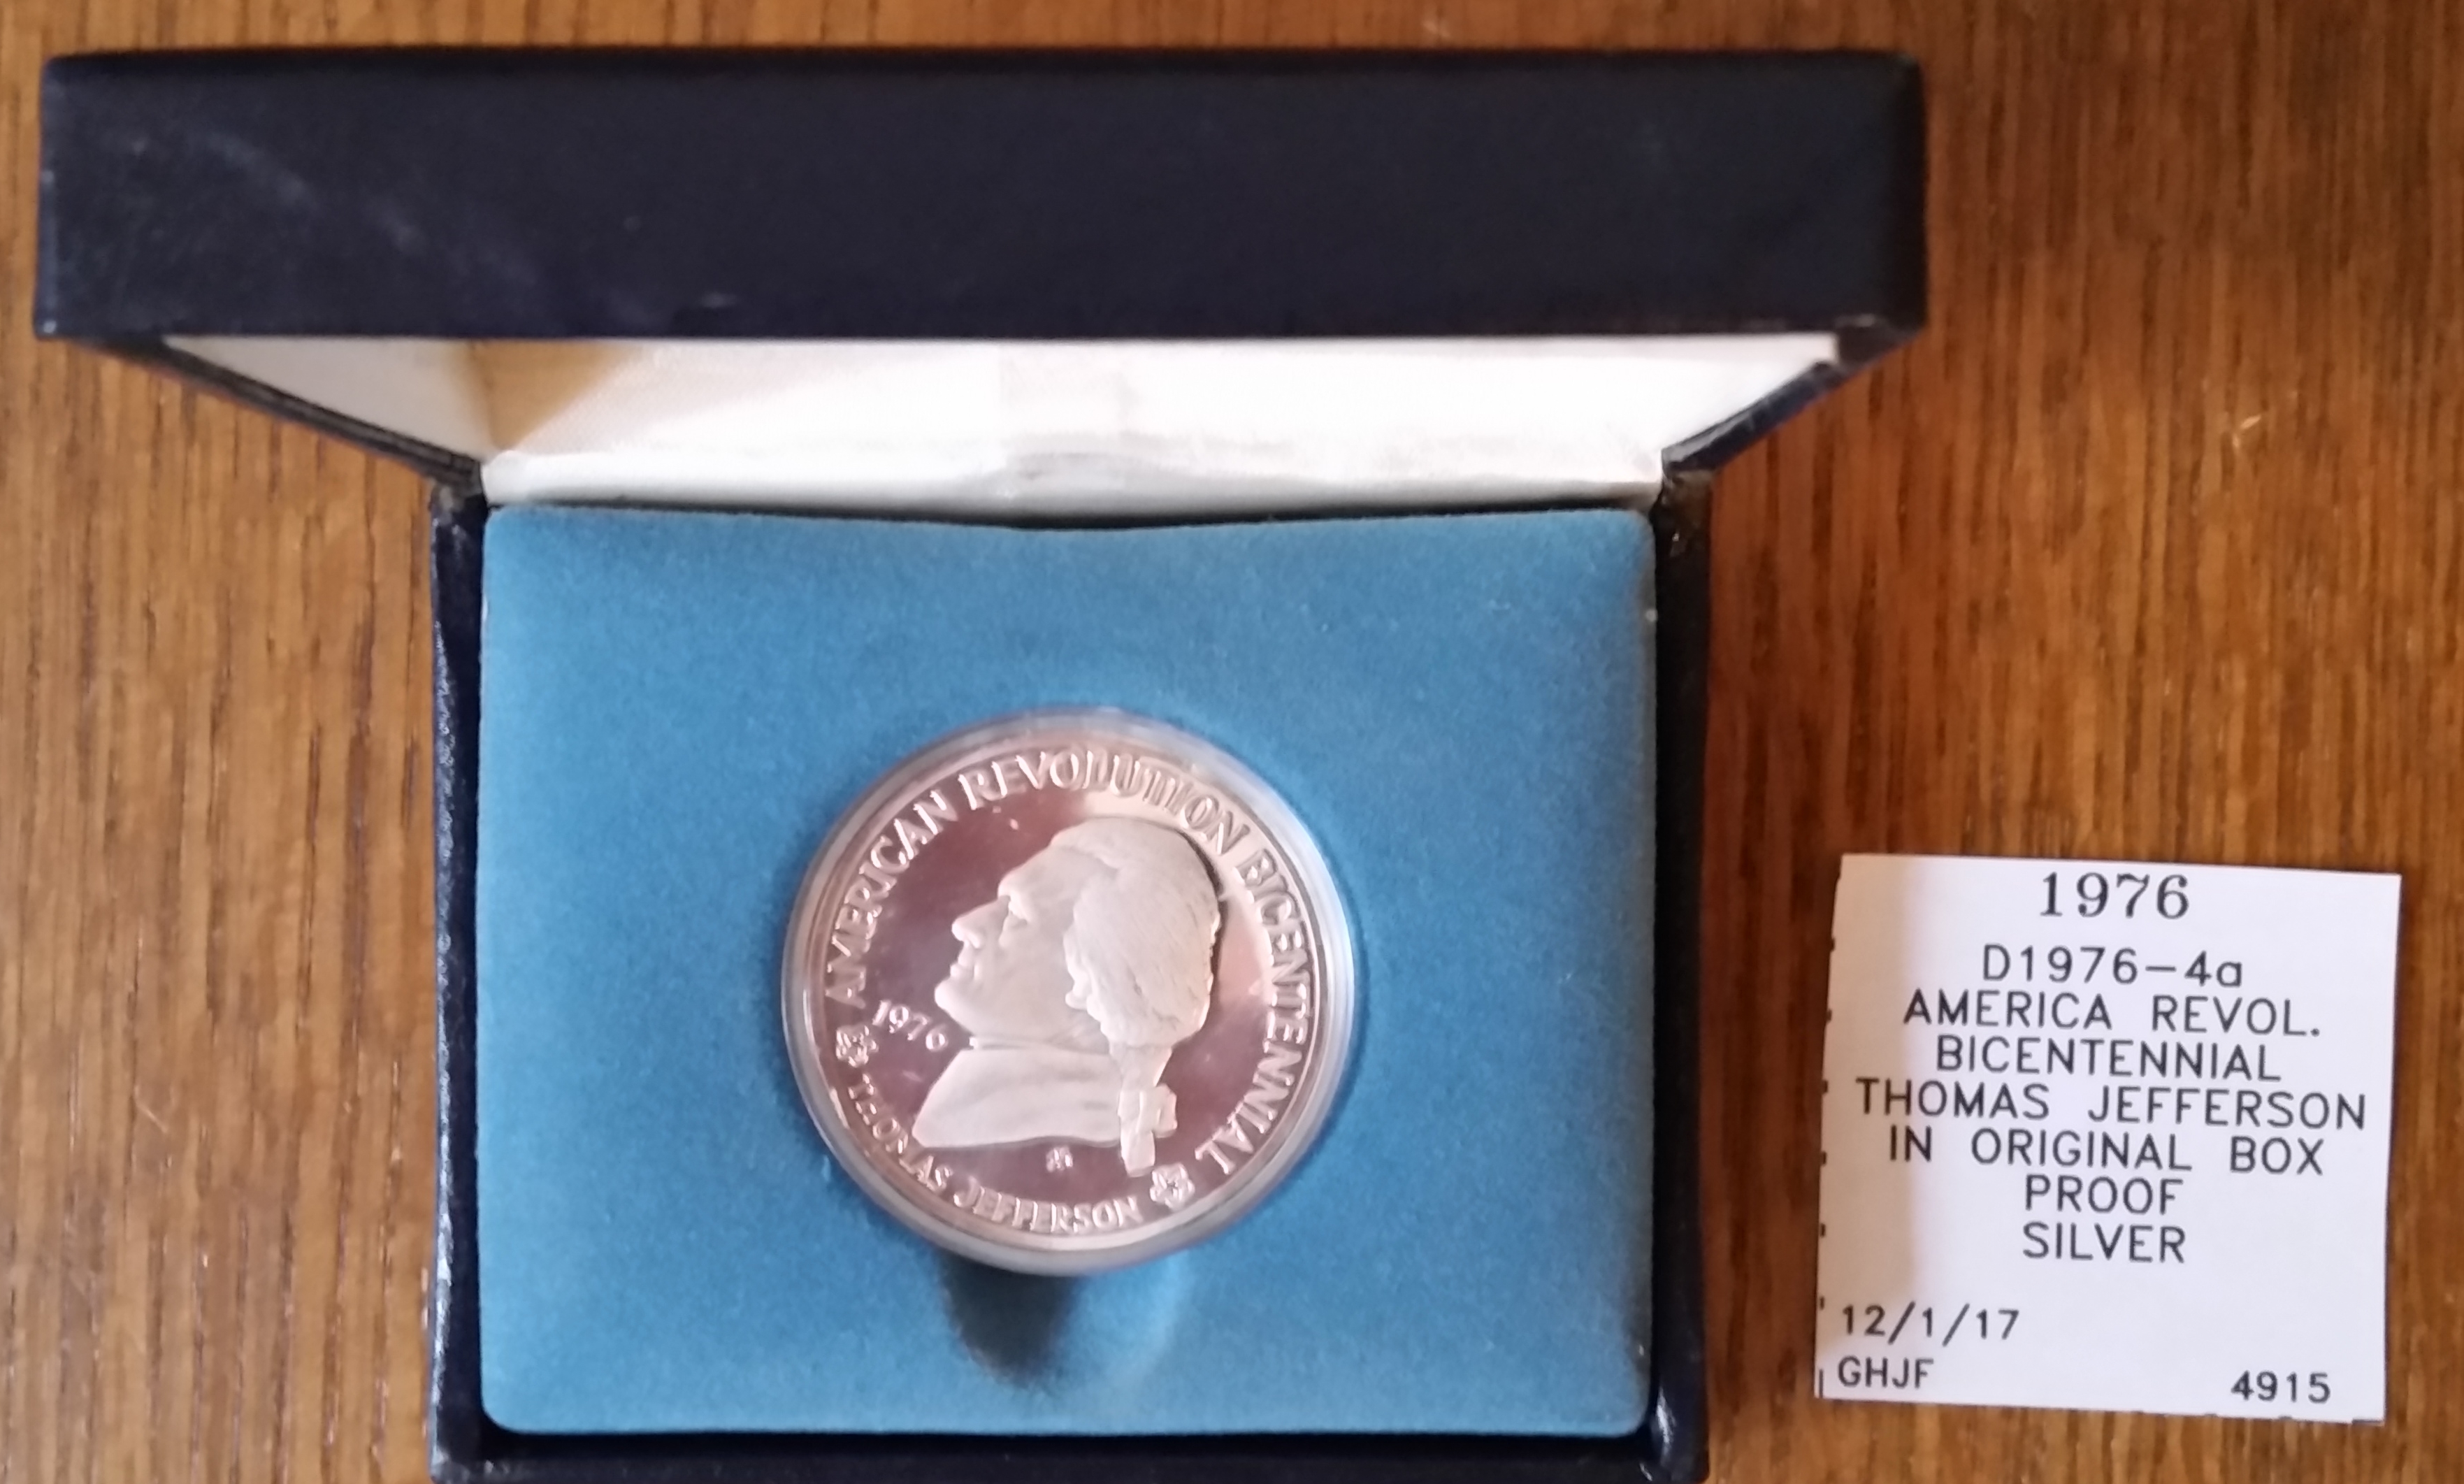 AMERICAN REVOLUTION BICENTENNIAL
1976
THOMAS JEFFERSON
1976
D1976-4a
AMERICA REVOL.
BICENTENNIAL
THOMAS JEFFERSON
IN ORIGINAL BOX
PROOF
SILVER
12/1/17
GHJF 4915